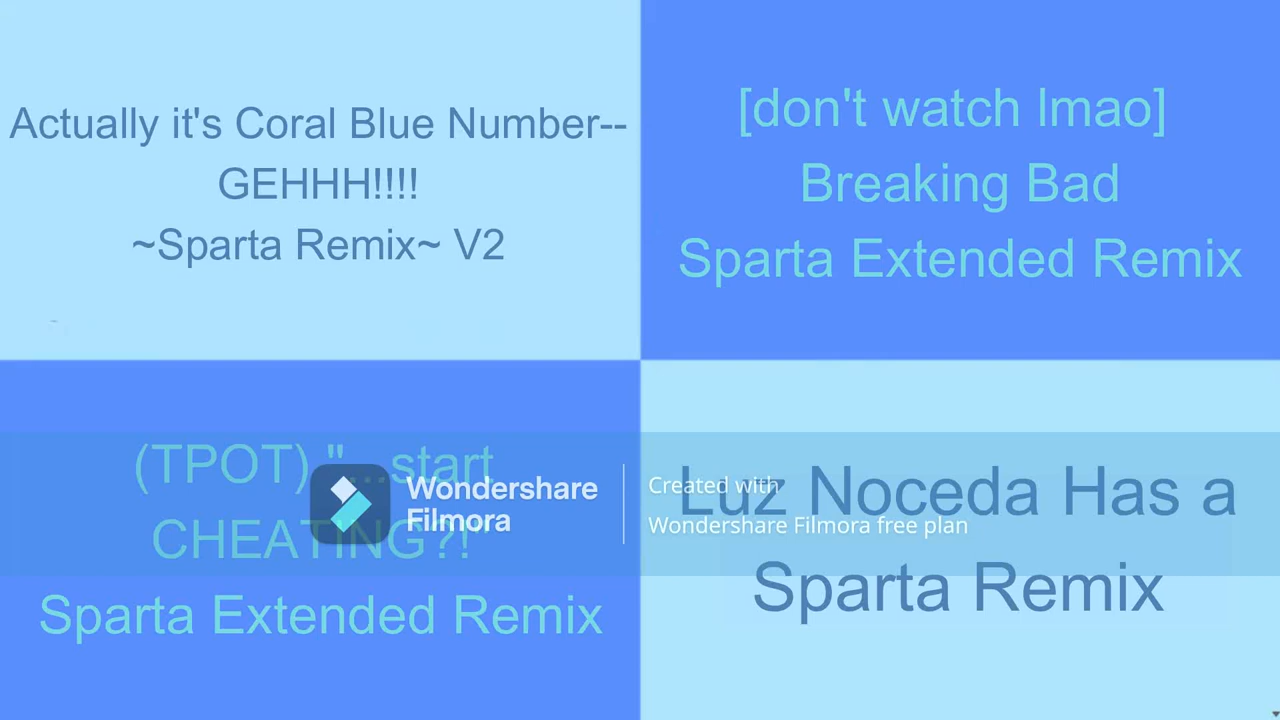 Actually it's Coral Blue Number--
GEHHH!!!!
~Sparta Remix~ V2
[don't watch lmao]
Breaking Bad
Sparta Extended Remix
(TPOT) "...start
CHEATING?!"
Sparta Extended Remix
Luz Noceda Has a
Sparta Remix
Wondershare
Filmora
Created with
Wondershare Filmora free plan